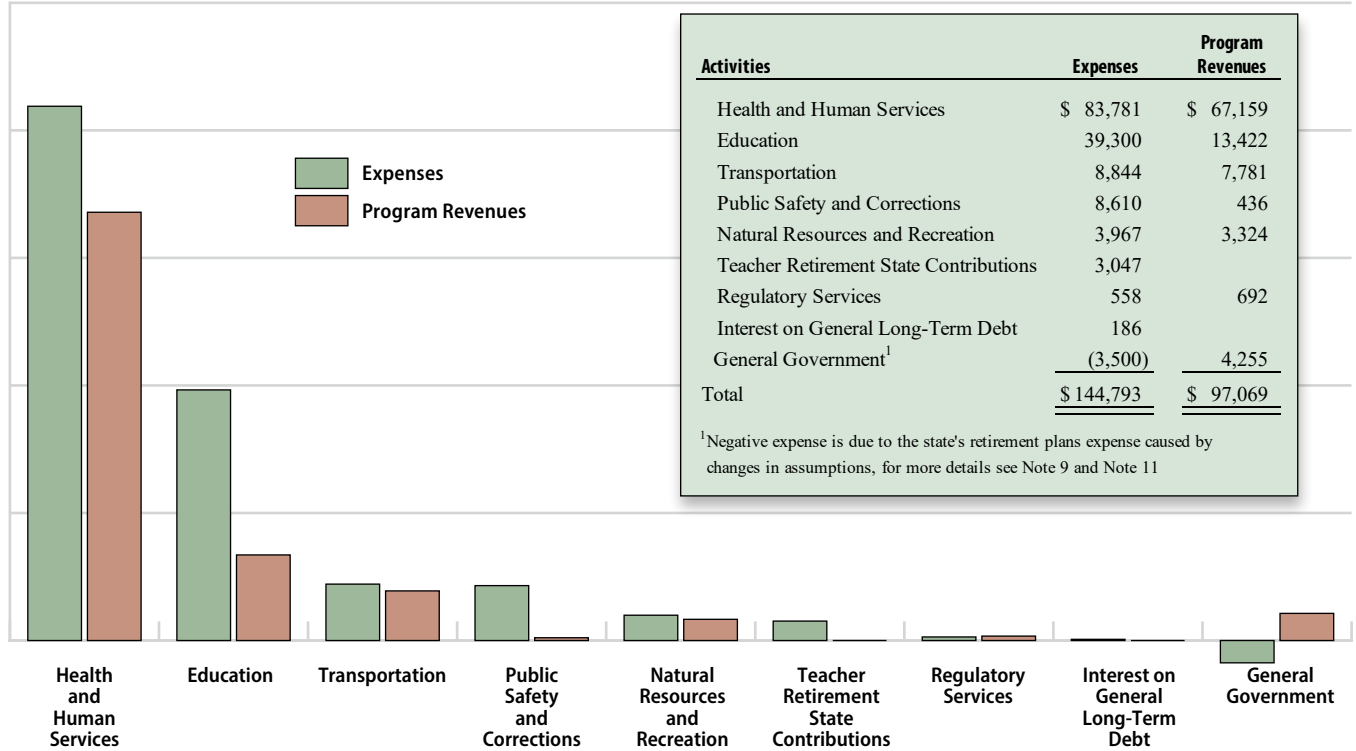 Program
Activities Expenses Revenues
Health and Human Services $ 83,781 $ 67,159
Education 39,300 13,422
Transportation 8,844 7,781
Public Safety and Corrections 8,610 436
Natural Resources and Recreation 3,967 3,324
Teacher Retirement State Contributions 3,047
Regulatory Services 558 692
Interest on General Long-Term Debt 186
General Government1 (3,500) 4,255
Total $ 144,793 $ 97,069
1Negative expense is due to the state's retirement plans expense caused by
changes in assumptions, for more details see Note 9 and Note 11
Expenses
Program Revenues
Health
and
Human
Services
Education
Transportation
Public
Safety
and
Corrections
Natural
Resources
and
Recreation
Teacher
Retirement
State
Contributions
Regulatory
Services
Interest on
General
Long-Term
Debt
General
Government